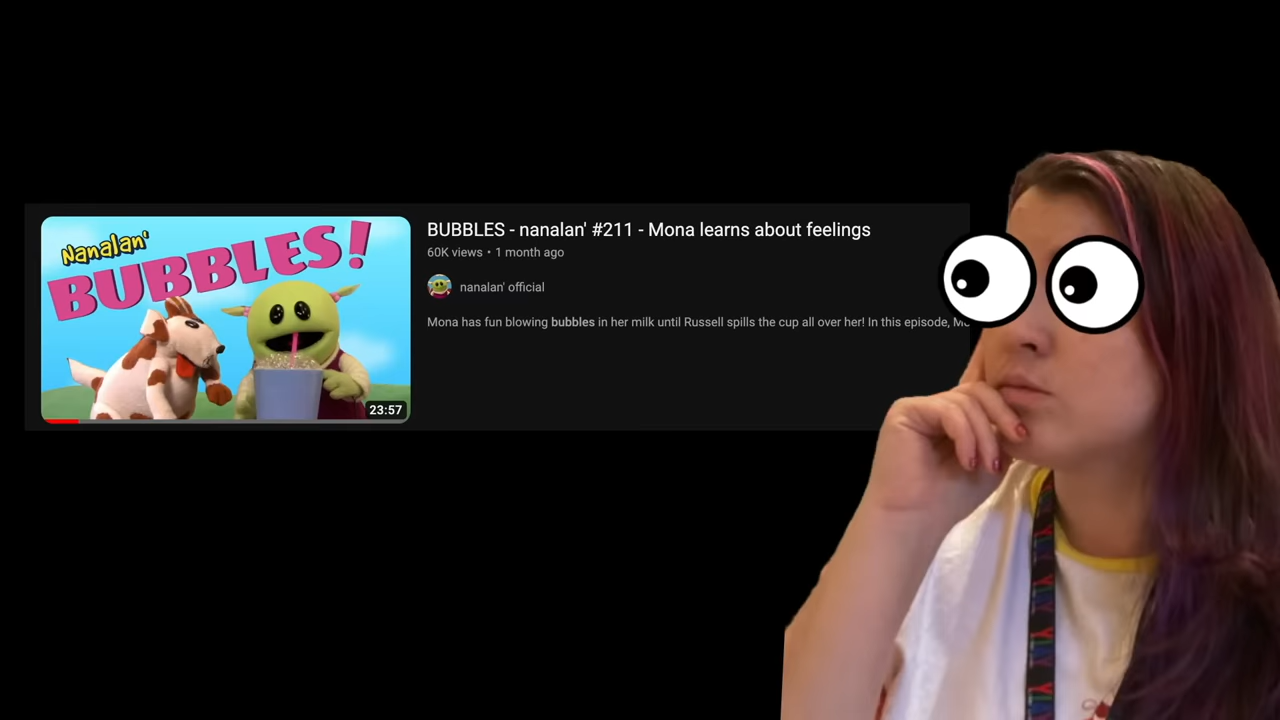 Nanalan'
BUBBLES!
23:57
BUBBLES - nanalan' #211 - Mona learns about feelings
60K views • 1 month ago
nanalan' official
Mona has fun blowing bubbles in her milk until Russell spills the cup all over her! In this episode,